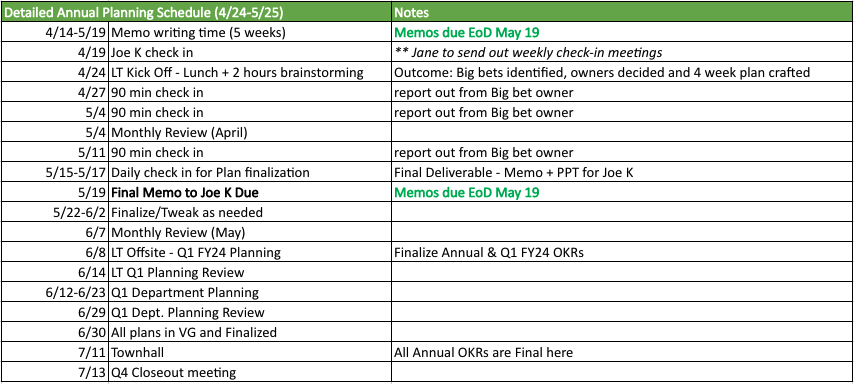 Detailed Annual Planning Schedule (4/24-5/25) Notes
4/14-5/19 Memo writing time (5 weeks) Memos due EoD May 19
4/19 Joe K check in ** Jane to send out weekly check-in meetings
4/24 LT Kick Off - Lunch + 2 hours brainstorming Outcome: Big bets identified, owners decided and 4 week plan crafted
4/27 90 min check in report out from Big bet owner
5/4 90 min check in report out from Big bet owner
5/4 Monthly Review (April)
5/11 90 min check in report out from Big bet owner
5/15-5/17 Daily check in for Plan finalization Final Deliverable - Memo + PPT for Joe K
5/19 Final Memo to Joe K Due Memos due EoD May 19
5/22-6/2 Finalize/Tweak as needed
6/7 Monthly Review (May)
6/8 LT Offsite - Q1 FY24 Planning Finalize Annual & Q1 FY24 OKRs
6/14 LT Q1 Planning Review
6/12-6/23 Q1 Department Planning
6/29 Q1 Dept. Planning Review
6/30 All plans in VG and Finalized
7/11 Townhall All Annual OKRs are Final here
7/13 Q4 Closeout meeting